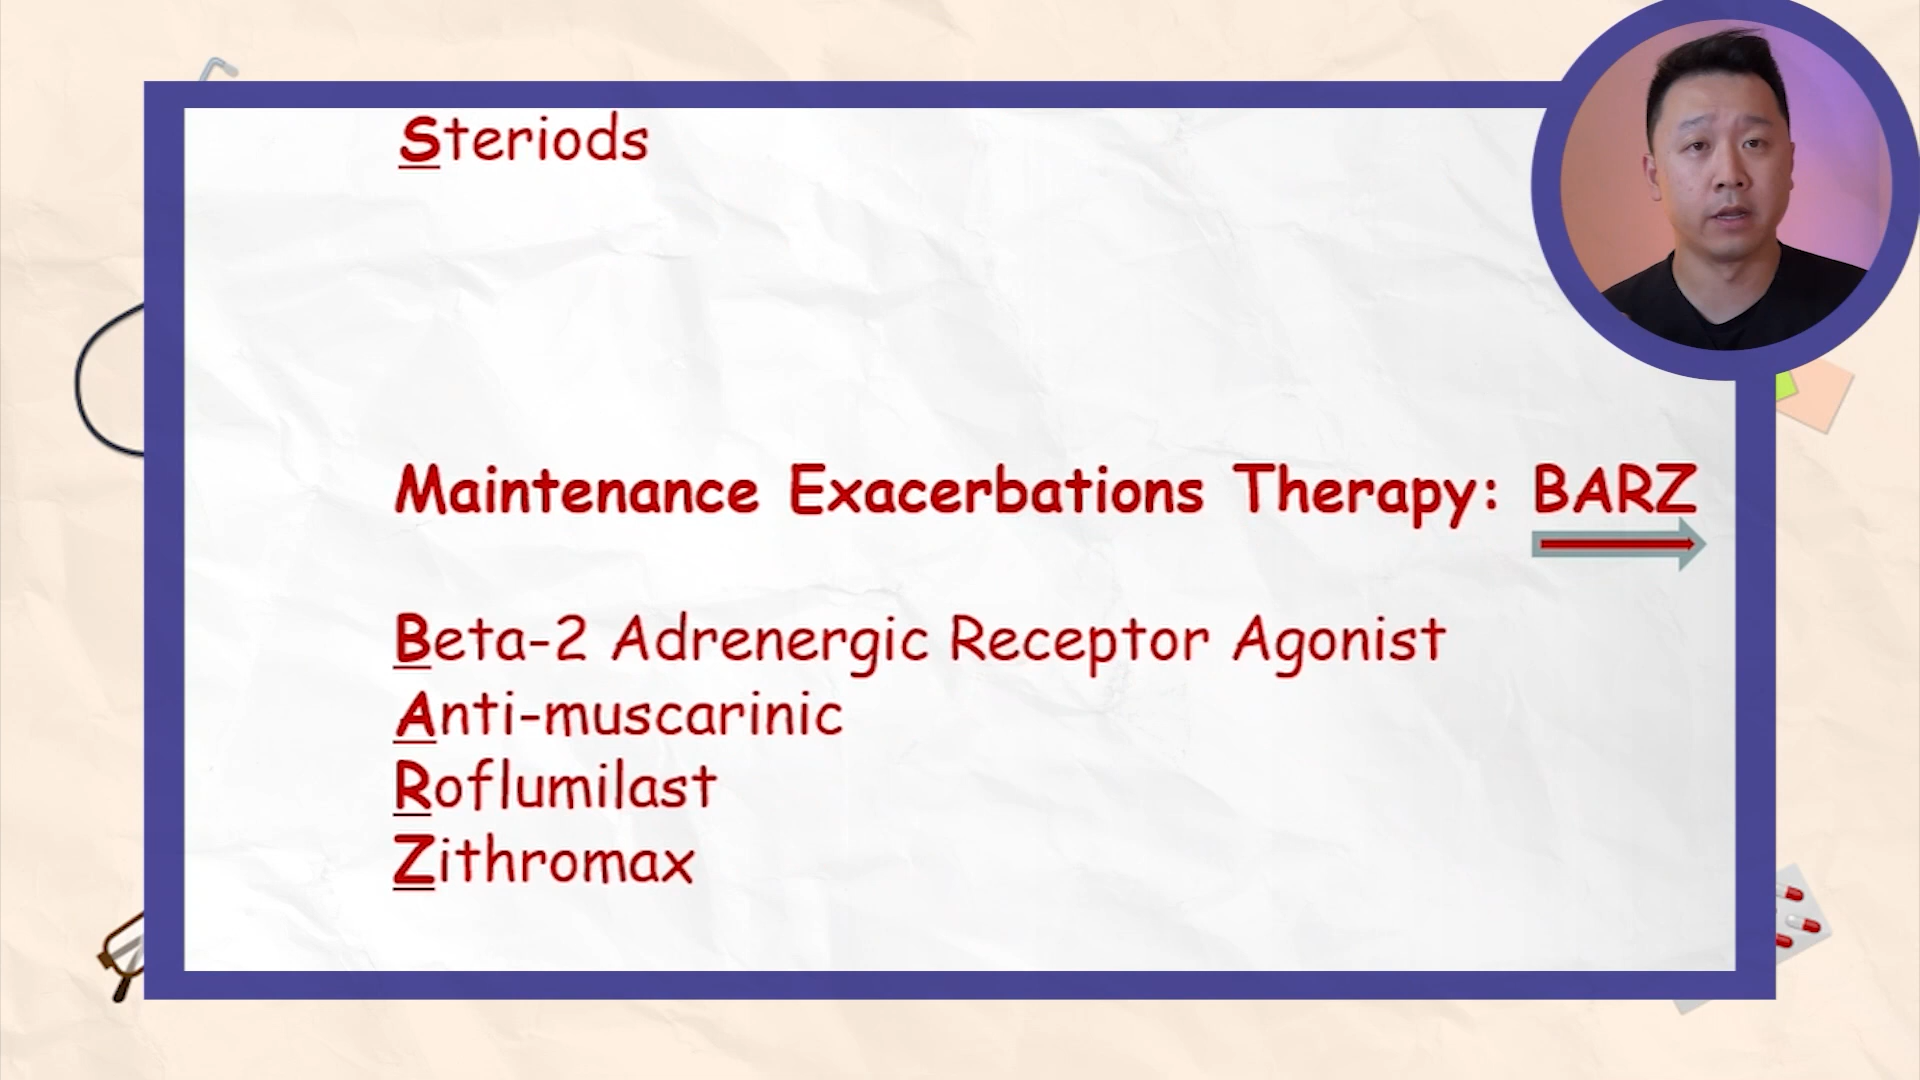 Steriods
Maintenance Exacerbations Therapy: BARZ
Beta-2 Adrenergic Receptor Agonist
Anti-muscarinic
Roflumilast
Zithromax